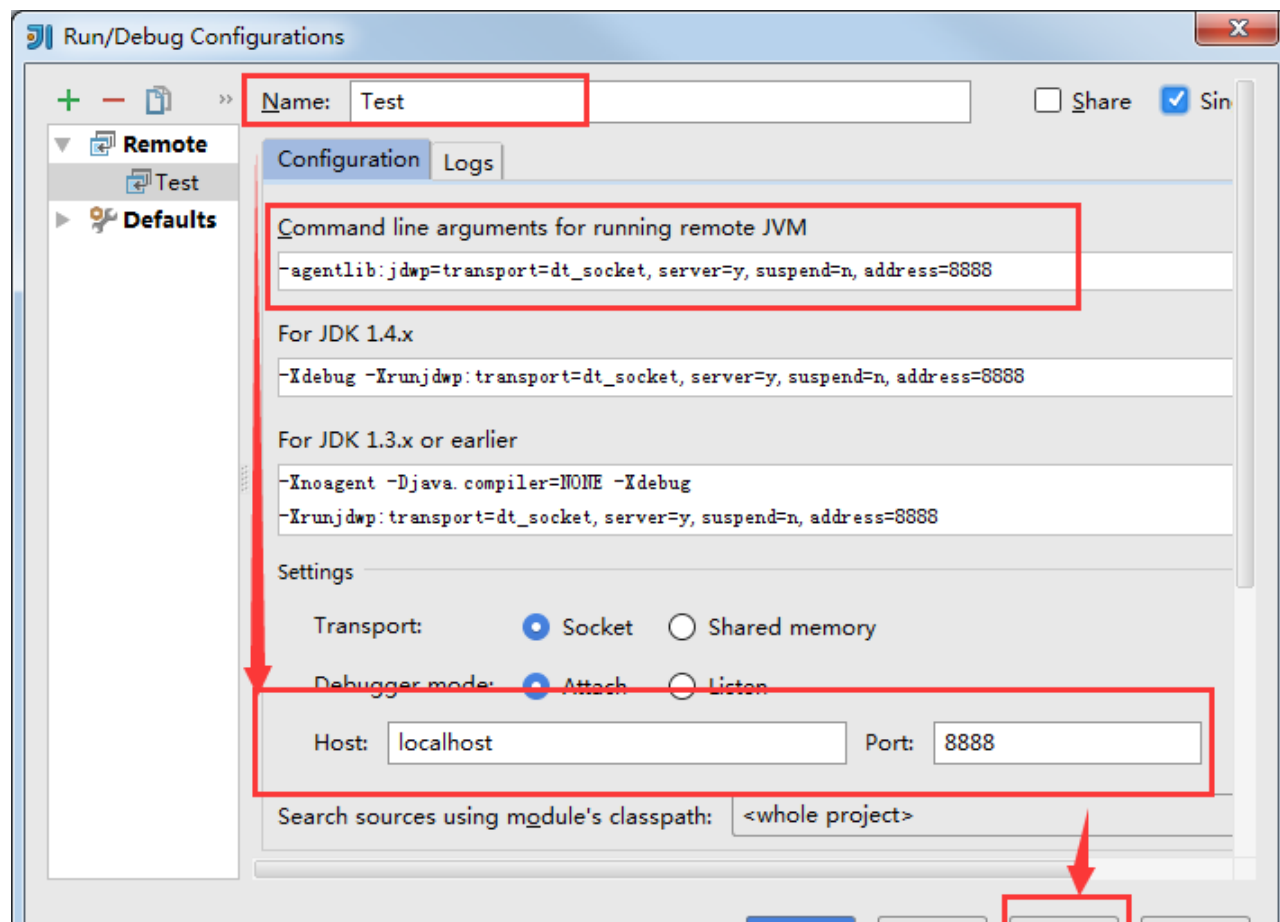 Run/Debug Configurations
Name: Test
Share
Sin
Remote
Test
Defaults
Configuration Logs
Command line arguments for running remote JVM
-agentlib:jdwp=transport=dt_socket, server=y, suspend=n, address=8888
For JDK 1.4.x
-Xdebug -Xrunjdwp:transport=dt_socket, server=y, suspend=n, address=8888
For JDK 1.3.x or earlier
-Xnoagent -Djava.compiler=NONE -Xdebug
-Xrunjdwp:transport=dt_socket, server=y, suspend=n, address=8888
Settings
Transport: Socket Shared memory
Debugger mode: Attach Listen
Host: localhost Port: 8888
Search sources using module's classpath: <whole project>